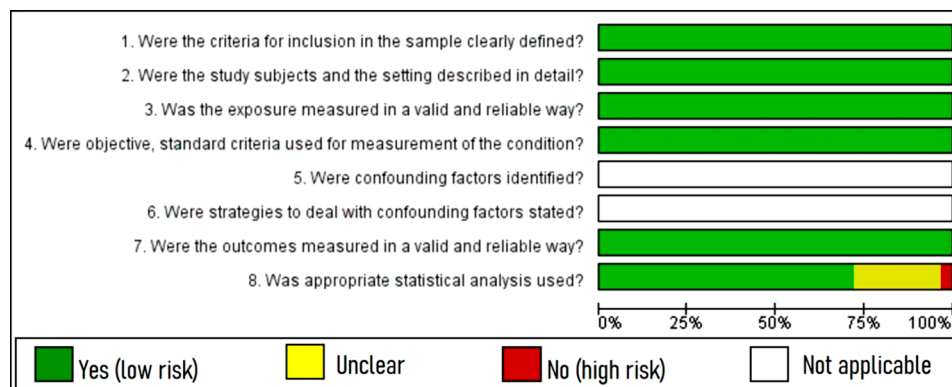 1. Were the criteria for inclusion in the sample clearly defined?
2. Were the study subjects and the setting described in detail?
3. Was the exposure measured in a valid and reliable way?
4. Were objective, standard criteria used for measurement of the condition?
5. Were confounding factors identified?
6. Were strategies to deal with confounding factors stated?
7. Were the outcomes measured in a valid and reliable way?
8. Was appropriate statistical analysis used?
0% 25% 50% 75% 100%
Yes (low risk) Unclear No (high risk) Not applicable